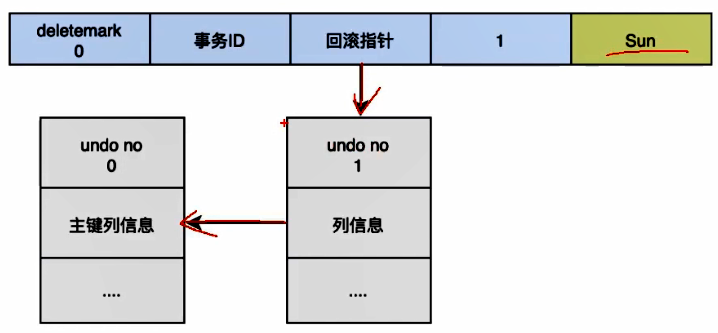 deletemark
0
事务ID
回滚指针
1
Sun
undo no
0
主键列信息
....
undo no
1
列信息
....